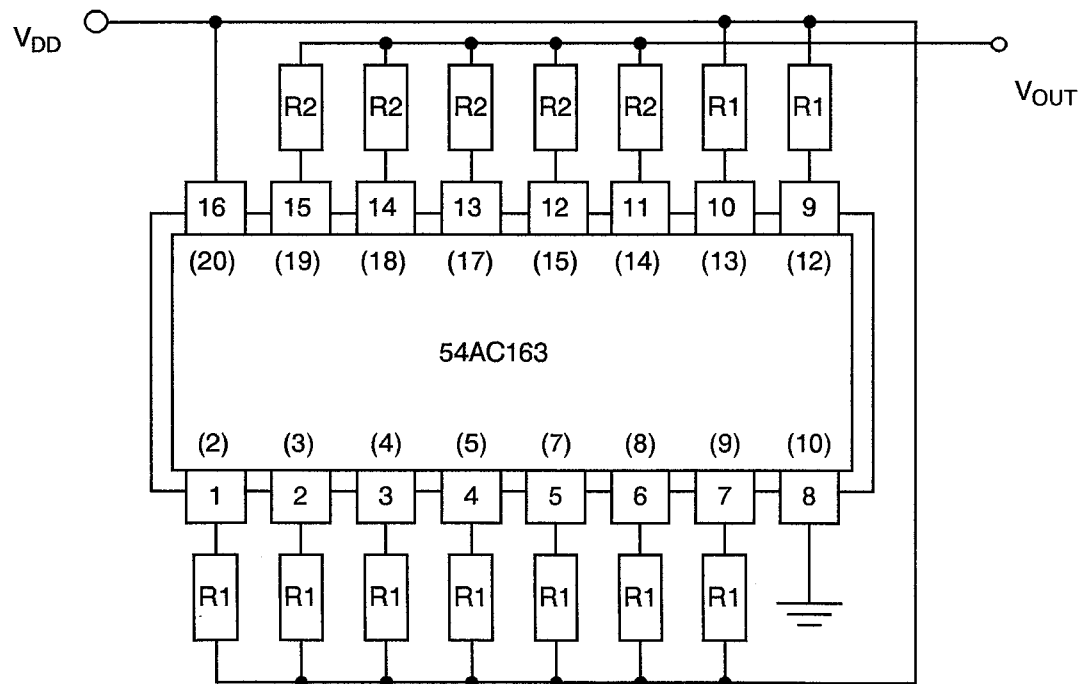 V_DD
V_OUT
R2 R2 R2 R2 R2 R1 R1
16 15 14 13 12 11 10 9
(20) (19) (18) (17) (15) (14) (13) (12)
54AC163
(2) (3) (4) (5) (7) (8) (9) (10)
1 2 3 4 5 6 7 8
R1 R1 R1 R1 R1 R1 R1